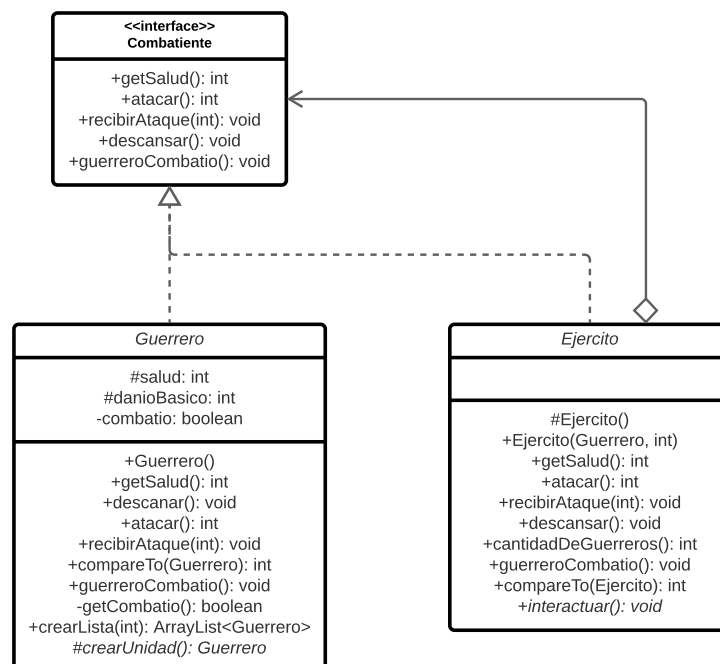 <<interface>>
Combatiente
+getSalud(): int
+atacar(): int
+recibirAtaque(int): void
+descansar(): void
+guerreroCombatio(): void
Guerrero
#salud: int
#danioBasico: int
-combatio: boolean
+Guerrero()
+getSalud(): int
+descanar(): void
+atacar(): int
+recibirAtaque(int): void
+compareTo(Guerrero): int
+guerreroCombatio(): void
-getCombatio(): boolean
+crearLista(int): ArrayList<Guerrero>
#crearUnidad(): Guerrero
Ejercito
#Ejercito()
+Ejercito(Guerrero, int)
+getSalud(): int
+atacar(): int
+recibirAtaque(int): void
+descansar(): void
+cantidadDeGuerreros(): int
+guerreroCombatio(): void
+compareTo(Ejercito): int
+interactuar(): void